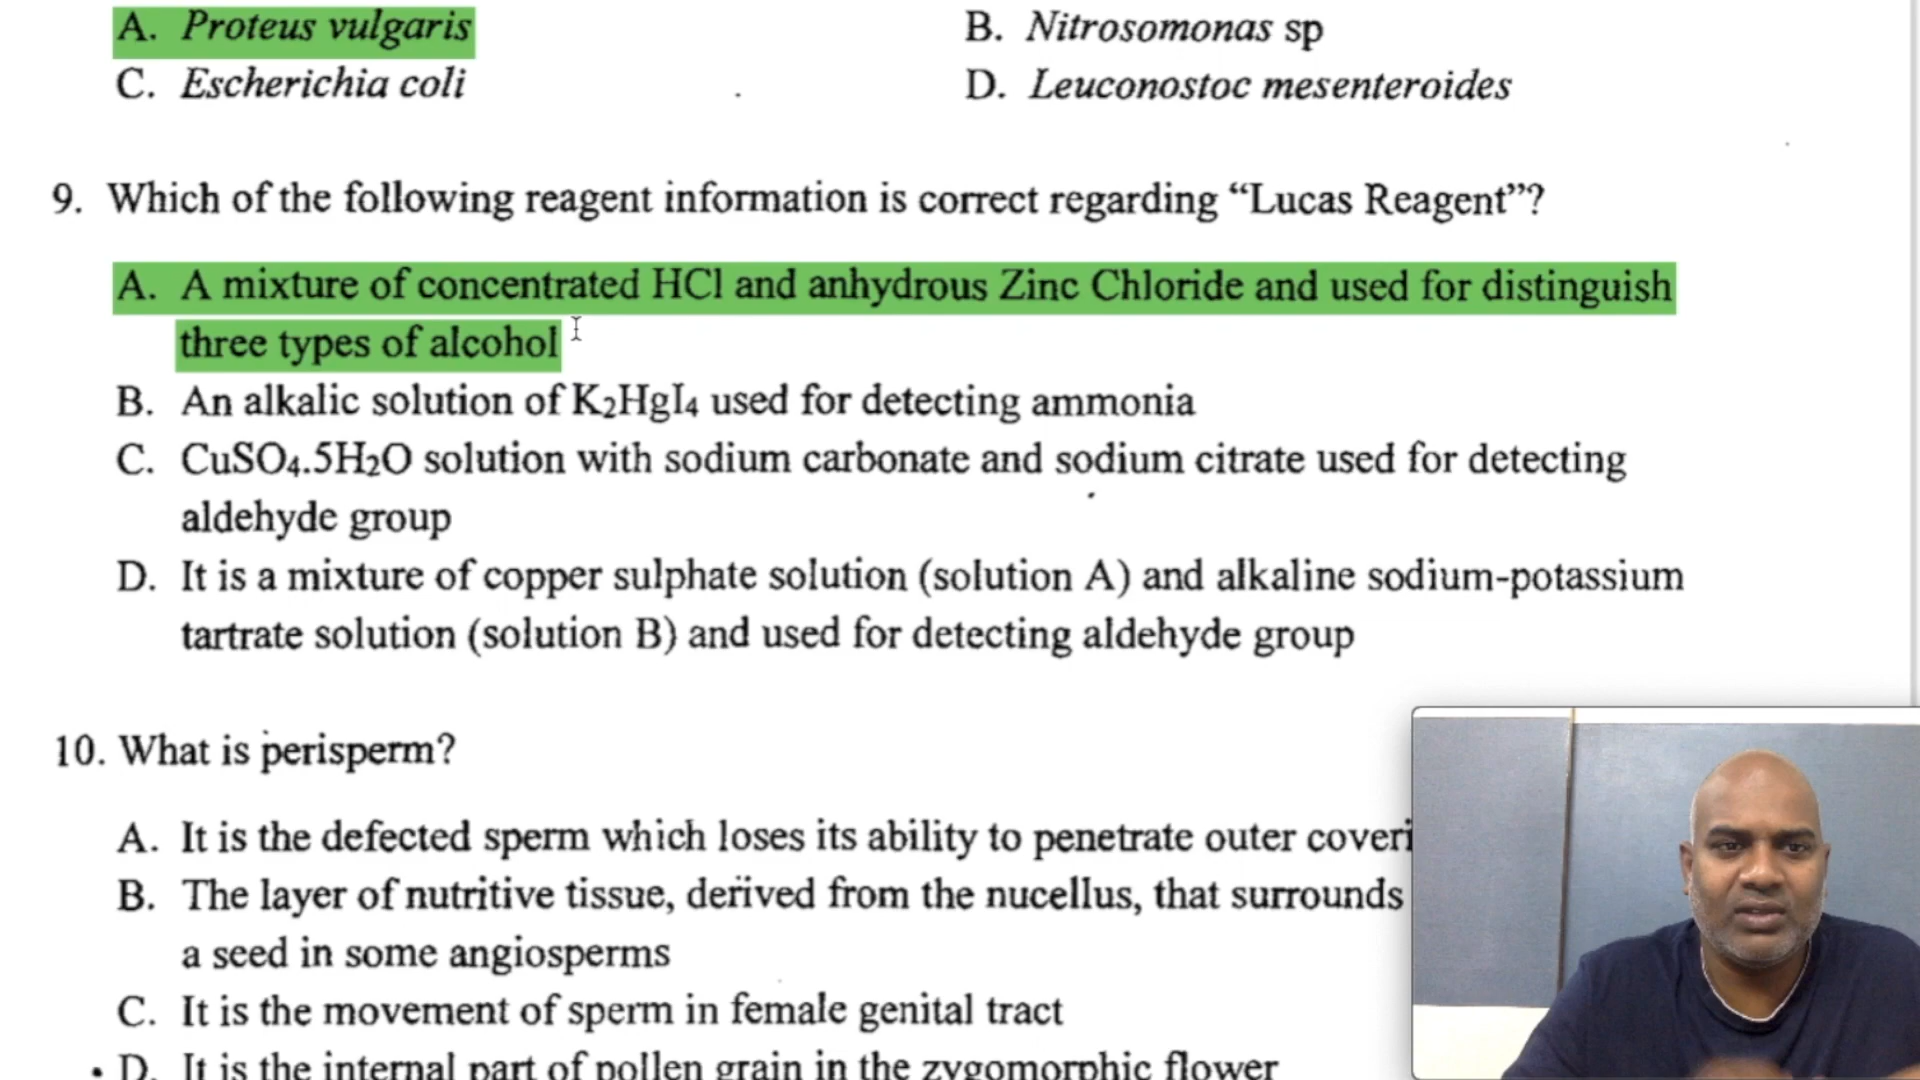 A. Proteus vulgaris
B. Nitrosomonas sp
C. Escherichia coli
D. Leuconostoc mesenteroides
9. Which of the following reagent information is correct regarding “Lucas Reagent”?
A. A mixture of concentrated HCl and anhydrous Zinc Chloride and used for distinguish
three types of alcohol
B. An alkalic solution of K₂HgI₄ used for detecting ammonia
C. CuSO₄.5H₂O solution with sodium carbonate and sodium citrate used for detecting
aldehyde group
D. It is a mixture of copper sulphate solution (solution A) and alkaline sodium-potassium
tartrate solution (solution B) and used for detecting aldehyde group
10. What is perisperm?
A. It is the defected sperm which loses its ability to penetrate outer
B. The layer of nutritive tissue, derived from the nucellus, that surrounds
a seed in some angiosperms
C. It is the movement of sperm in female genital tract
D. It is the internal part of pollen grain in the zygomorphic flower